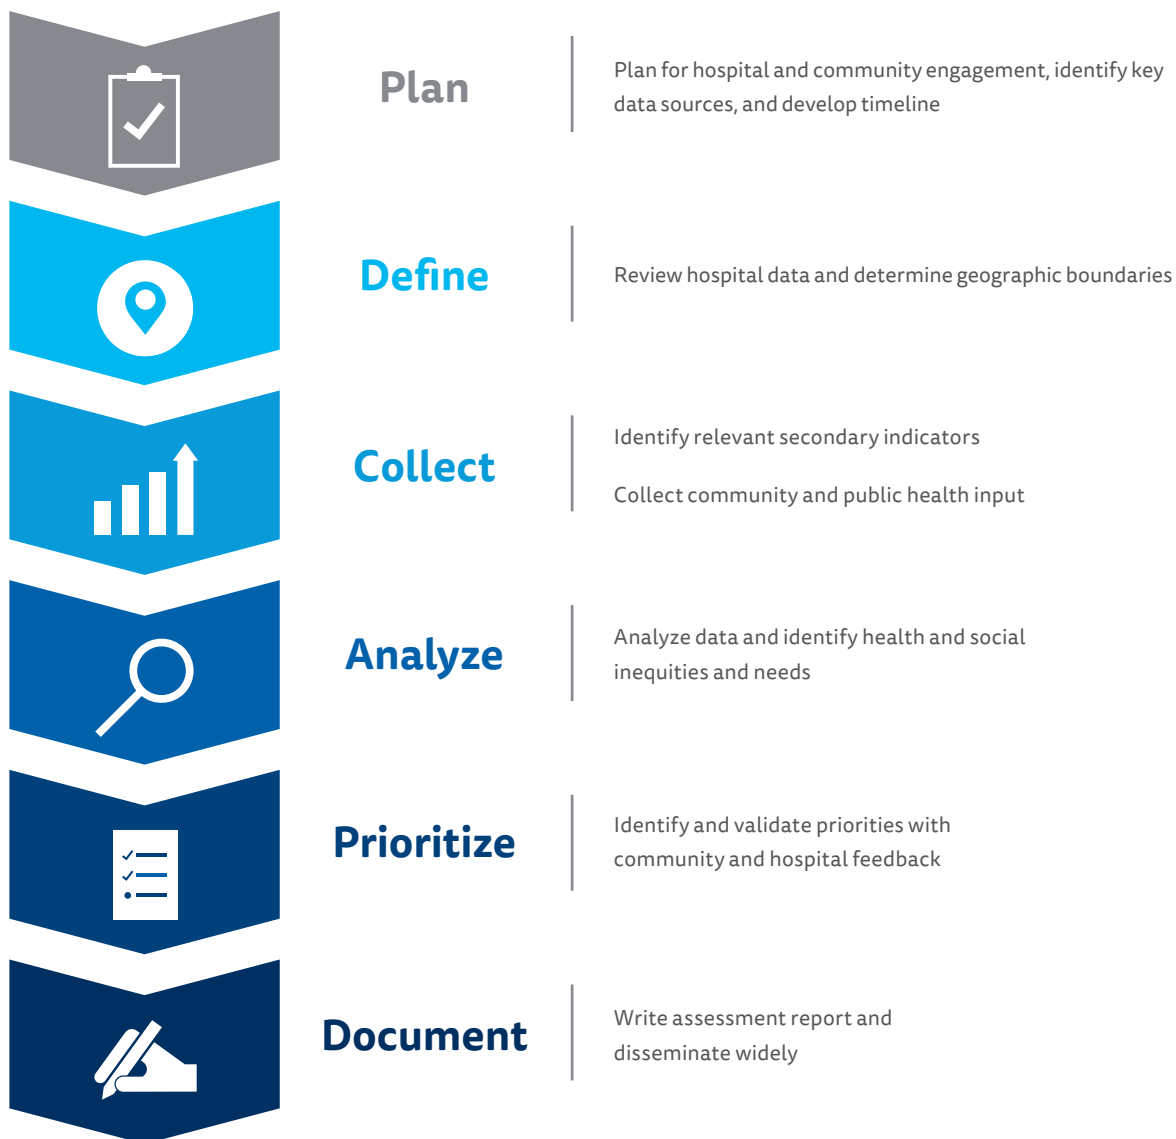 Plan
Plan for hospital and community engagement, identify key
data sources, and develop timeline
Define
Review hospital data and determine geographic boundaries
Collect
Identify relevant secondary indicators
Collect community and public health input
Analyze
Analyze data and identify health and social
inequities and needs
Prioritize
Identify and validate priorities with
community and hospital feedback
Document
Write assessment report and
disseminate widely